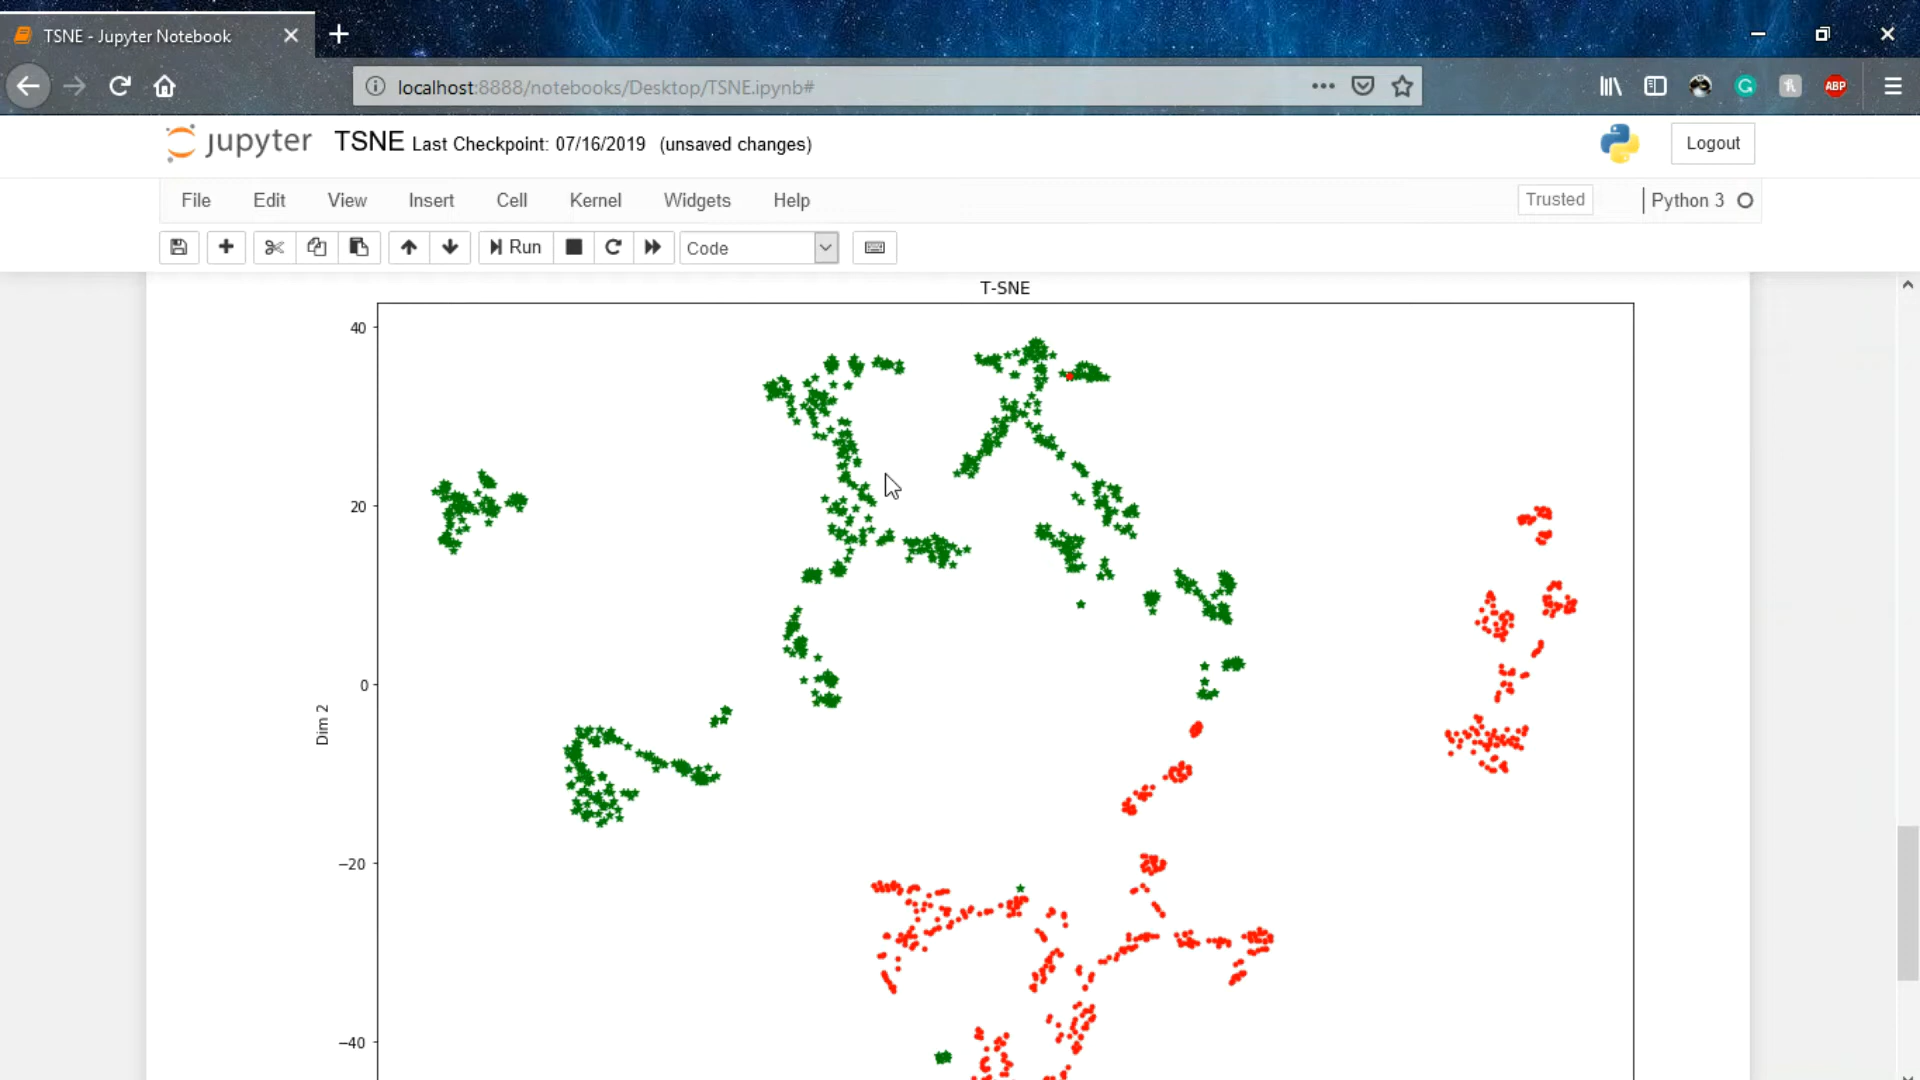 TSNE - Jupyter Notebook
localhost:8888/notebooks/Desktop/TSNE.ipynb#
ABP
jupyter TSNE Last Checkpoint: 07/16/2019 (unsaved changes)
Logout
File Edit View Insert Cell Kernel Widgets Help
Trusted
Python 3
Run
Code
T-SNE
40
20
0
−20
−40
Dim 2